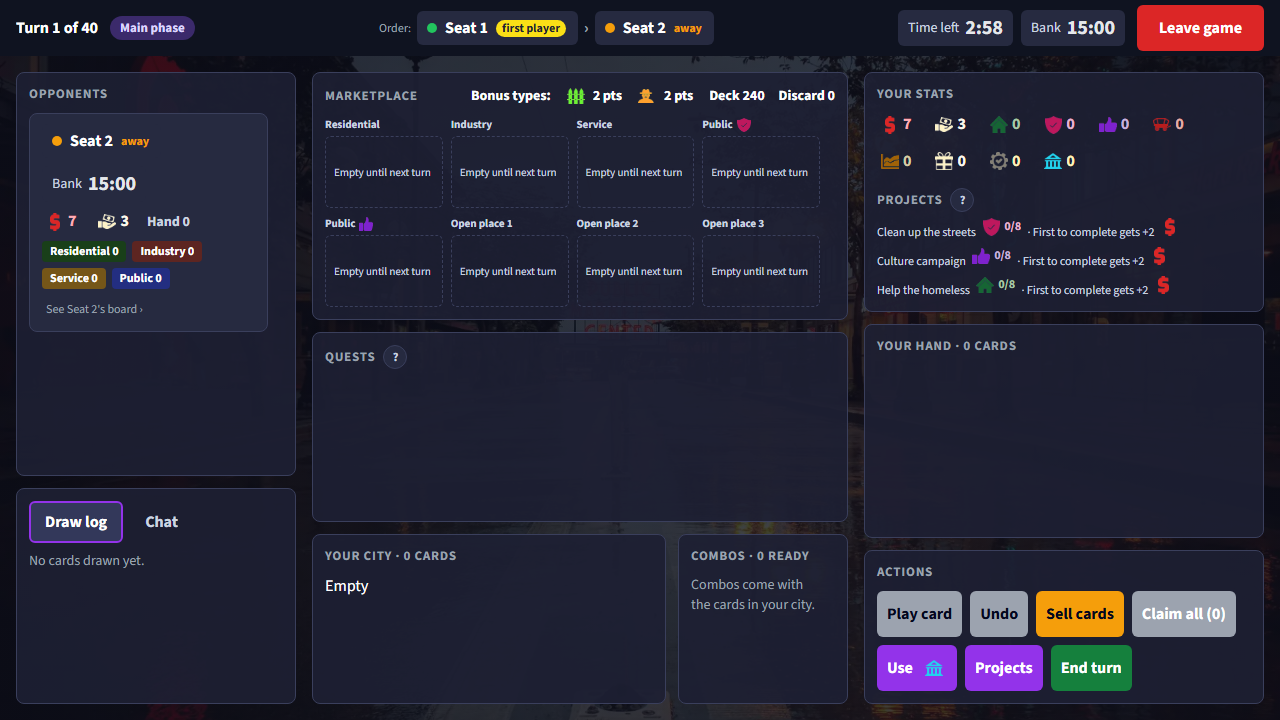 Turn 1 of 40 Main phase Order: Seat 1 first player › Seat 2 away Time left 2:58 Bank 15:00 Leave game
OPPONENTS
Seat 2 away
Bank 15:00
7 3 Hand 0
Residential 0 Industry 0
Service 0 Public 0
See Seat 2's board ›
Draw log Chat
No cards drawn yet.
MARKETPLACE Bonus types: 2 pts 2 pts Deck 240 Discard 0
Residential Industry Service Public
Empty until next turn Empty until next turn Empty until next turn Empty until next turn
Public Open place 1 Open place 2 Open place 3
Empty until next turn Empty until next turn Empty until next turn Empty until next turn
QUESTS ?
YOUR CITY · 0 CARDS
Empty
COMBOS · 0 READY
Combos come with
the cards in your city.
YOUR STATS
7 3 0 0 0 0
0 0 0 0
PROJECTS ?
Clean up the streets 0/8 · First to complete gets +2
Culture campaign 0/8 · First to complete gets +2
Help the homeless 0/8 · First to complete gets +2
YOUR HAND · 0 CARDS
ACTIONS
Play card Undo Sell cards Claim all (0)
Use Projects End turn